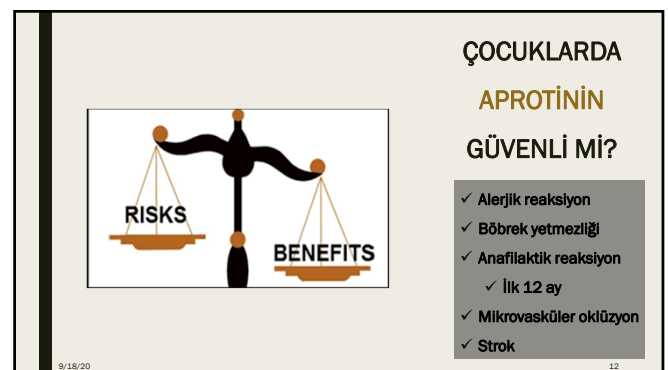 ÇOCUKLARDA
APROTİNİN
GÜVENLİ Mİ?
RISKS
BENEFITS
✓ Alerjik reaksiyon
✓ Böbrek yetmezliği
✓ Anafilaktik reaksiyon
✓ İlk 12 ay
✓ Mikrovasküler oklüzyon
✓ Strok
9/18/20
12